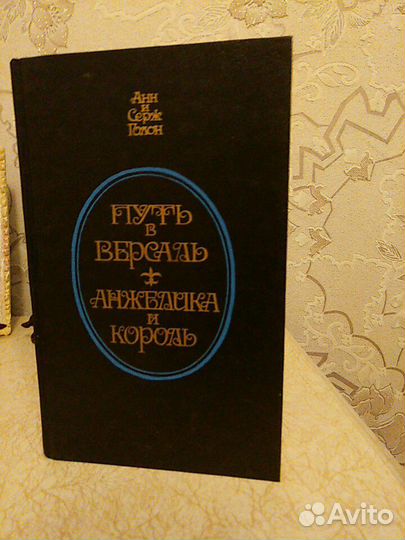 Анн и
Серж
Голон
ПУТЬ
В
ВЕРСАЛЬ
АНЖЕЛИКА
И
КОРОЛЬ
Avito